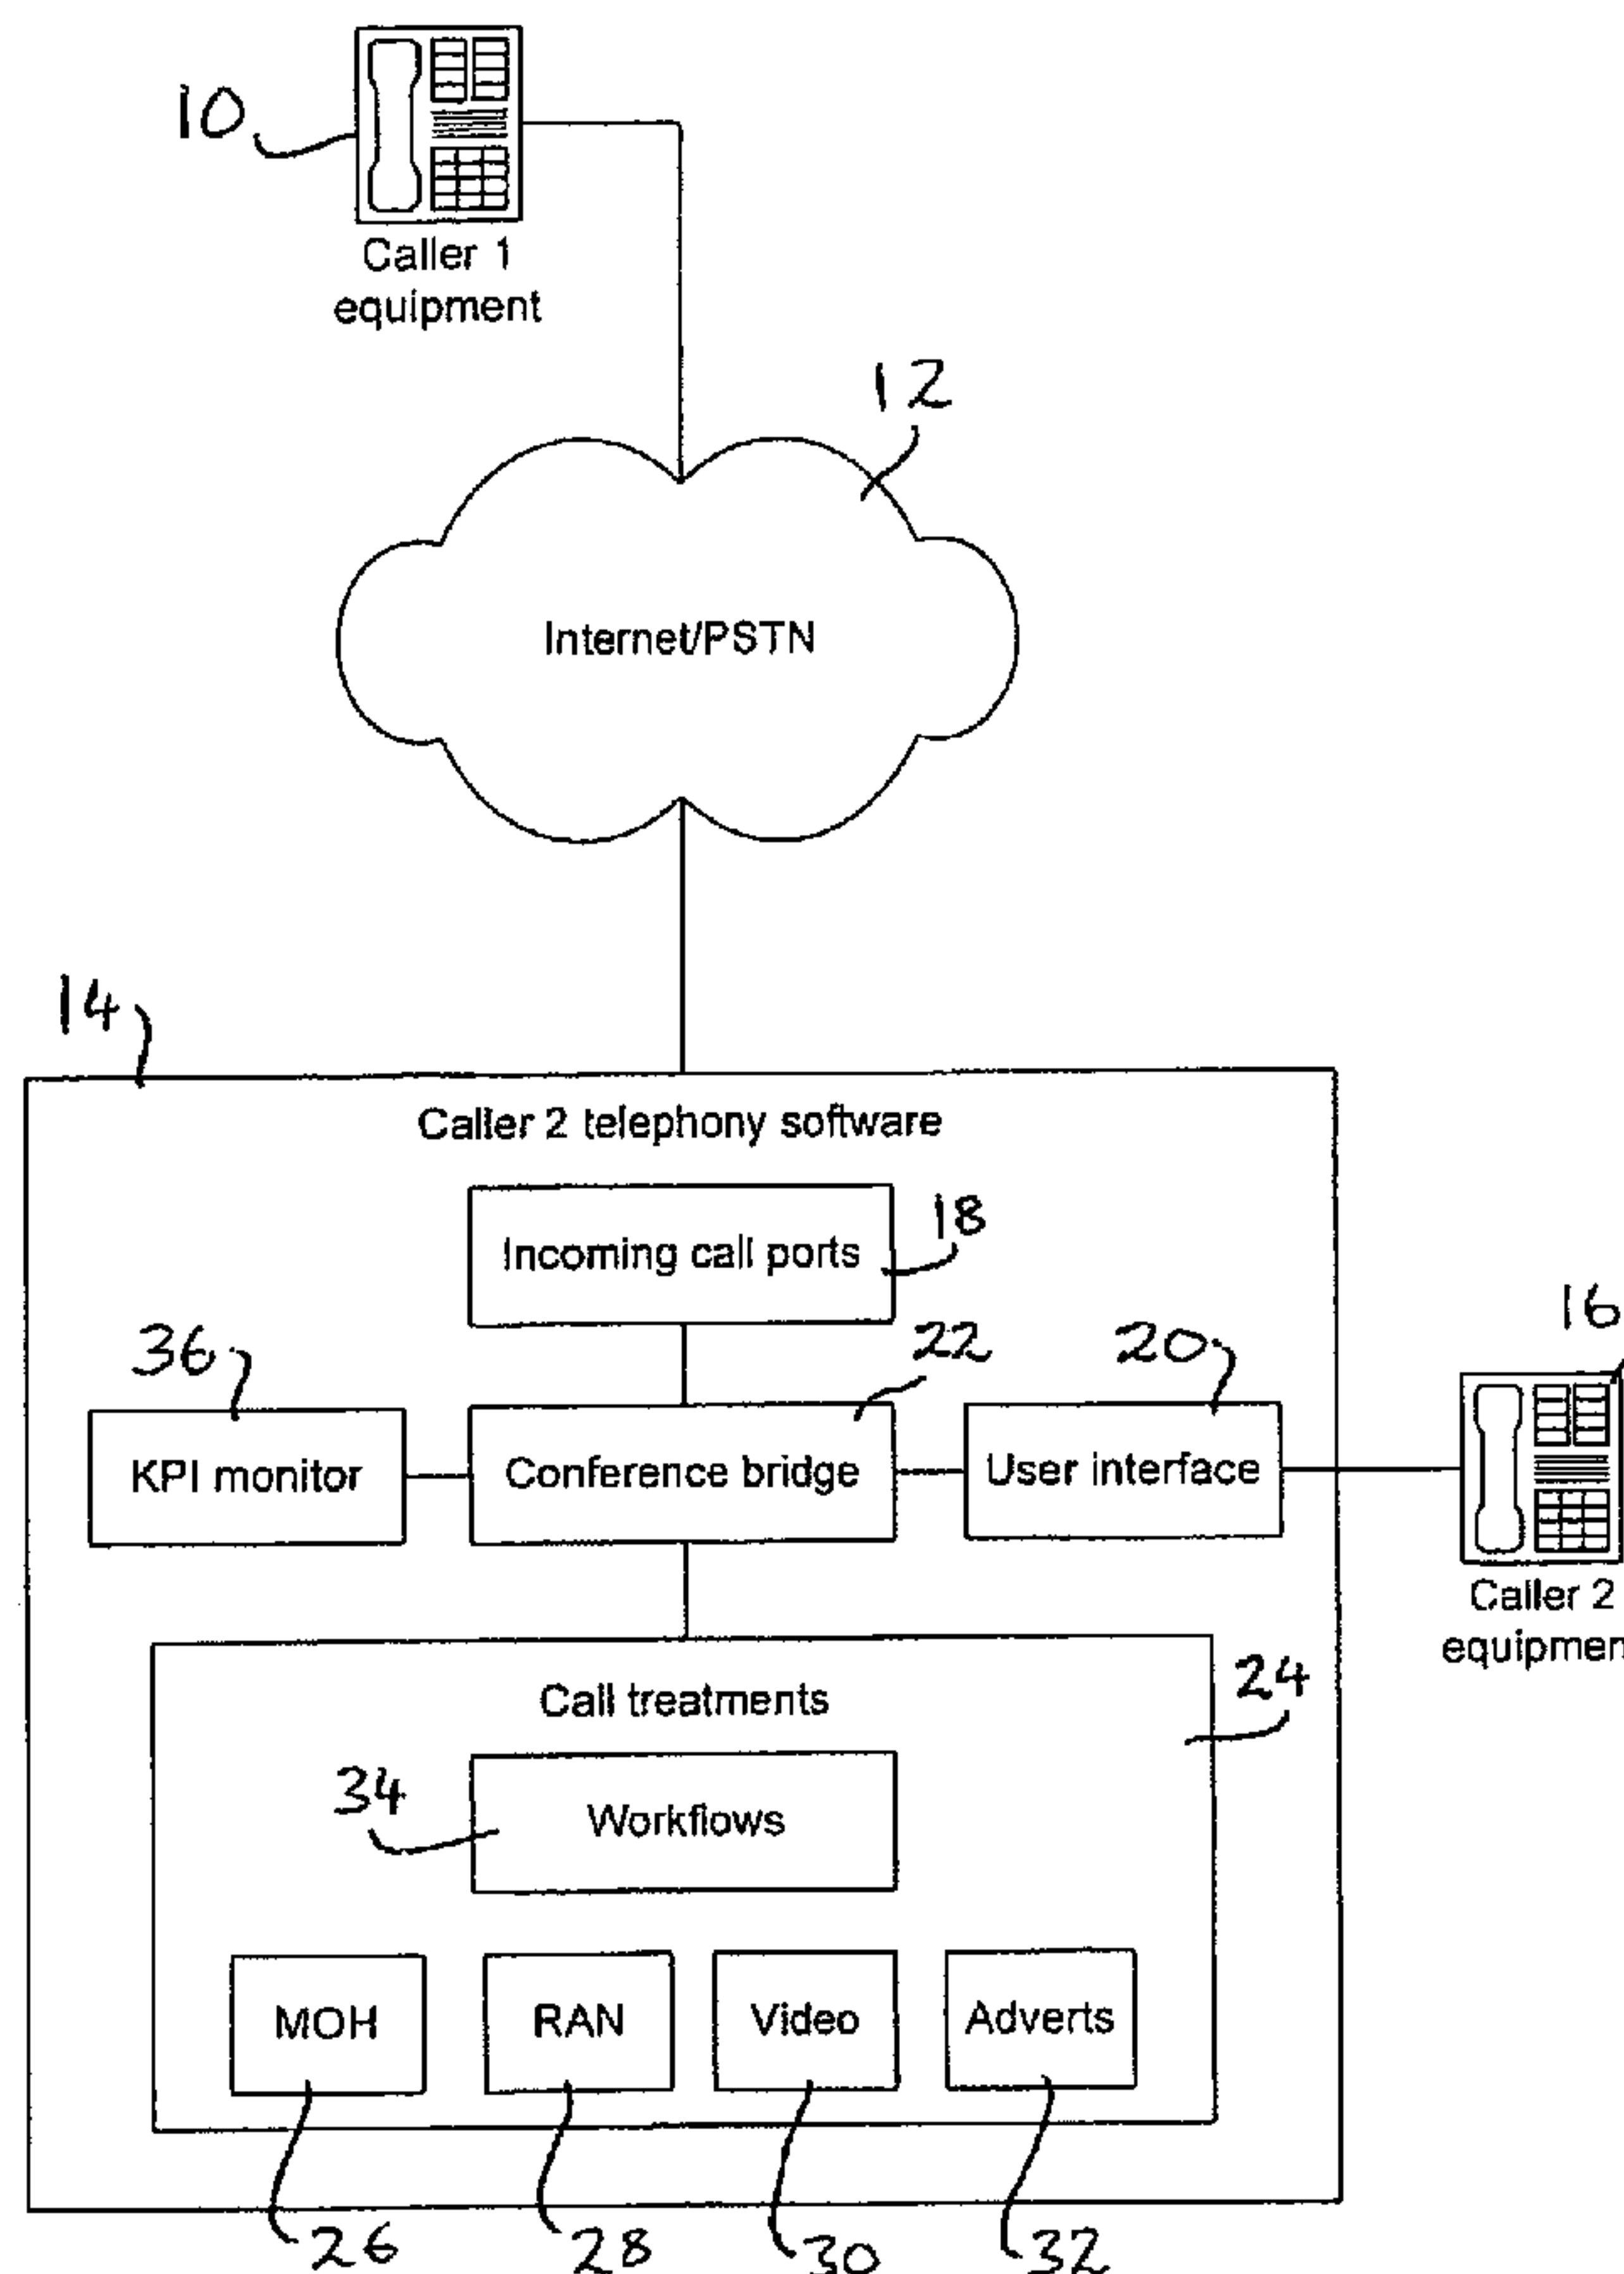 10
Caller 1
equipment
12
Internet/PSTN
14
Caller 2 telephony software
Incoming call ports
18
16
36
22
20
KPI monitor
Conference bridge
User interface
Caller 2
equipmen
Call treatments
24
34
Workflows
MOH
RAN
Video
Adverts
26
28
30
32